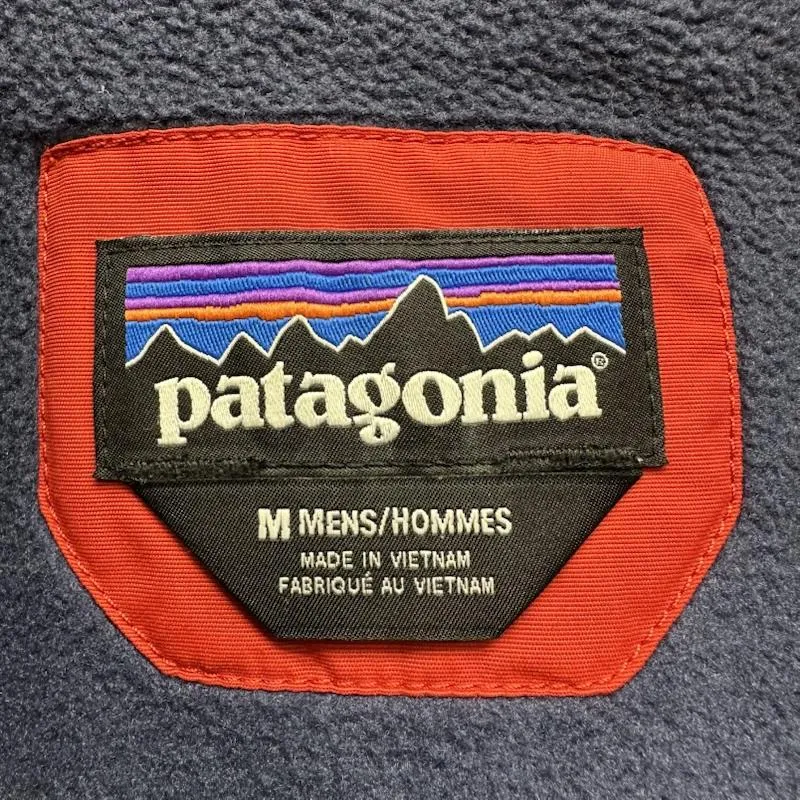 patagonia®
M MENS/HOMMES
MADE IN VIETNAM
FABRIQUÉ AU VIETNAM